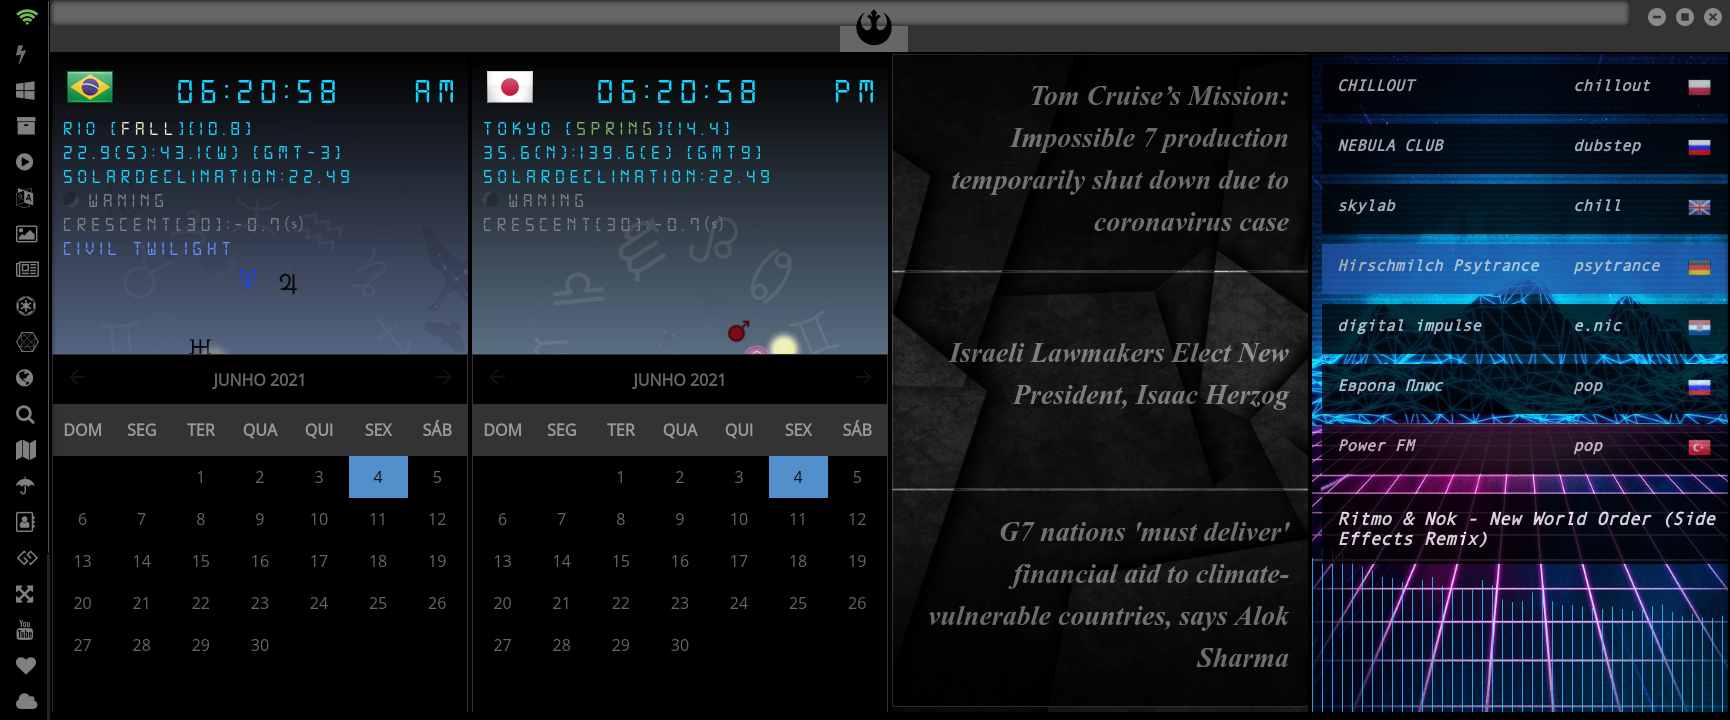 06:20:58 AM
RIO [FALL][10.8]
22.9(S):43.1(W) [GMT-3]
SOLARDECLINATION:22.49
WANING
CRESCENT[30]:-0.7(s)
CIVIL TWILIGHT
JUNHO 2021
DOM SEG TER QUA QUI SEX SÁB
1 2 3 4 5
6 7 8 9 10 11 12
13 14 15 16 17 18 19
20 21 22 23 24 25 26
27 28 29 30
06:20:58 PM
TOKYO [SPRING][14.4]
35.6(N):139.6(E) [GMT9]
SOLARDECLINATION:22.49
WANING
CRESCENT[30]:-0.7(s)
JUNHO 2021
DOM SEG TER QUA QUI SEX SÁB
1 2 3 4 5
6 7 8 9 10 11 12
13 14 15 16 17 18 19
20 21 22 23 24 25 26
27 28 29 30
Tom Cruise’s Mission:
Impossible 7 production
temporarily shut down due to
coronavirus case
Israeli Lawmakers Elect New
President, Isaac Herzog
G7 nations 'must deliver'
financial aid to climate-
vulnerable countries, says Alok
Sharma
CHILLOUT chillout
NEBULA CLUB dubstep
skylab chill
Hirschmilch Psytrance psytrance
digital impulse e.nic
Европа Плюс pop
Power FM pop
Ritmo & Nok - New World Order (Side
Effects Remix)
You
Tube